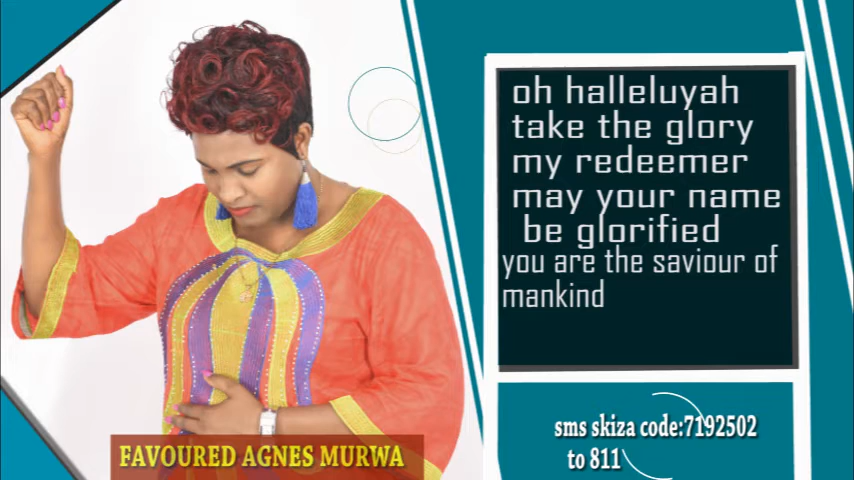 oh halleluyah
take the glory
my redeemer
may your name
be glorified
you are the saviour of
mankind
sms skiza code:7192502
to 811
FAVOURED AGNES MURWA